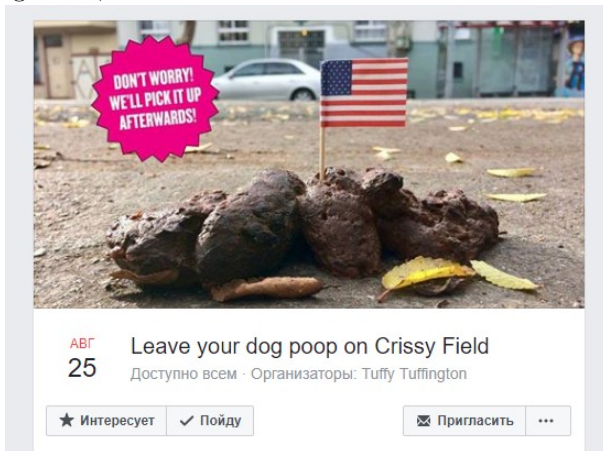 DON'T WORRY!
WE'LL PICK IT UP
AFTERWARDS!
АВГ
25
Leave your dog poop on Crissy Field
Доступно всем · Организаторы: Tuffy Tuffington
Интересует
Пойду
Пригласить